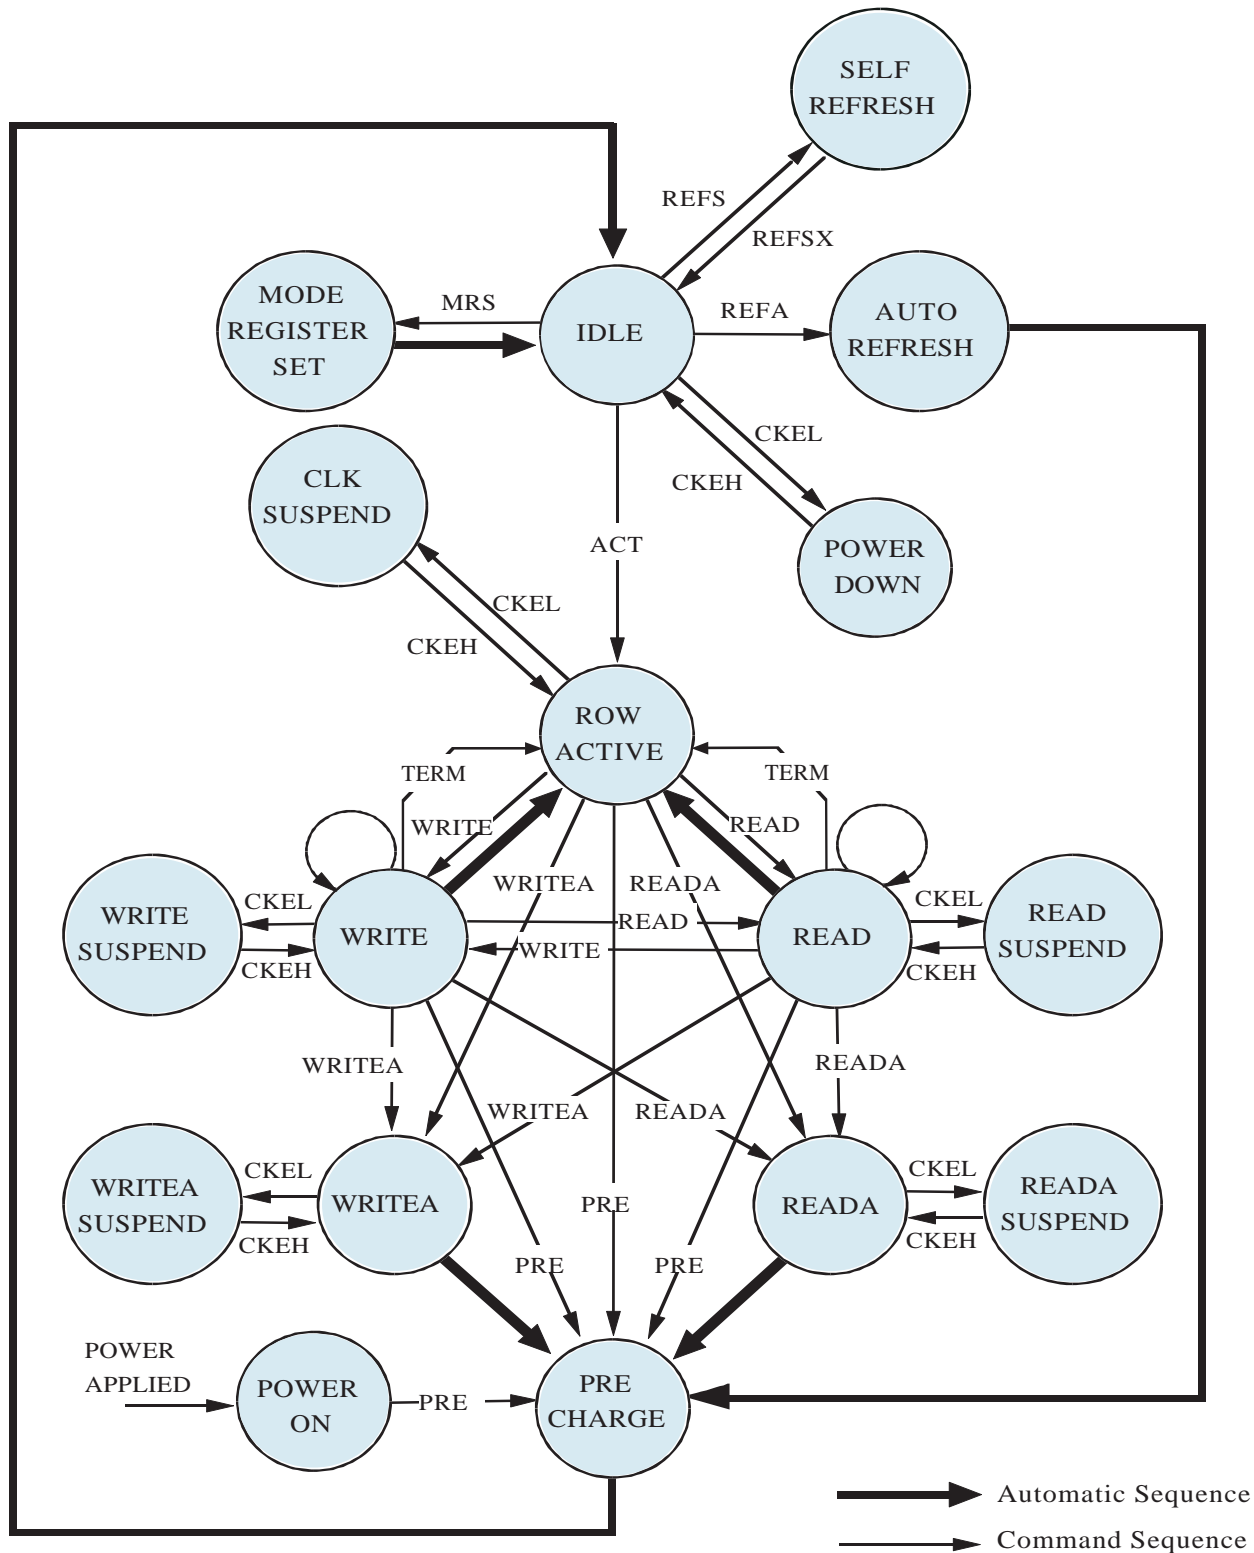 SELF
REFRESH
REFS
REFSX
MODE
REGISTER
SET
MRS
IDLE
REFA
AUTO
REFRESH
CKEL
CKEH
CLK
SUSPEND
ACT
POWER
DOWN
CKEL
CKEH
ROW
ACTIVE
TERM
TERM
WRITE
READ
WRITEA
READA
WRITE
SUSPEND
CKEL
CKEH
WRITE
READ
WRITE
READ
CKEL
CKEH
READ
SUSPEND
WRITEA
READA
WRITEA
READA
WRITEA
SUSPEND
CKEL
CKEH
WRITEA
PRE
READA
CKEL
CKEH
READA
SUSPEND
PRE
PRE
POWER
APPLIED
POWER
ON
PRE
PRE
CHARGE
Automatic Sequence
Command Sequence